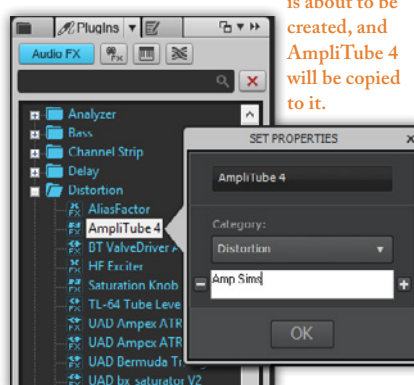 is about to be
created, and
AmpliTube 4
will be copied
to it.
PlugIns
Audio FX
FX
Analyzer
Bass
Channel Strip
Delay
Distortion
AliasFactor
AmpliTube 4
BT ValveDriver
HF Exciter
Saturation Knob
TL-64 Tube Leve
UAD Ampex ATR
UAD Ampex ATR
UAD Bermuda
UAD bx_saturator V2
SET PROPERTIES
AmpliTube 4
Category:
Distortion
Amp Sims
OK